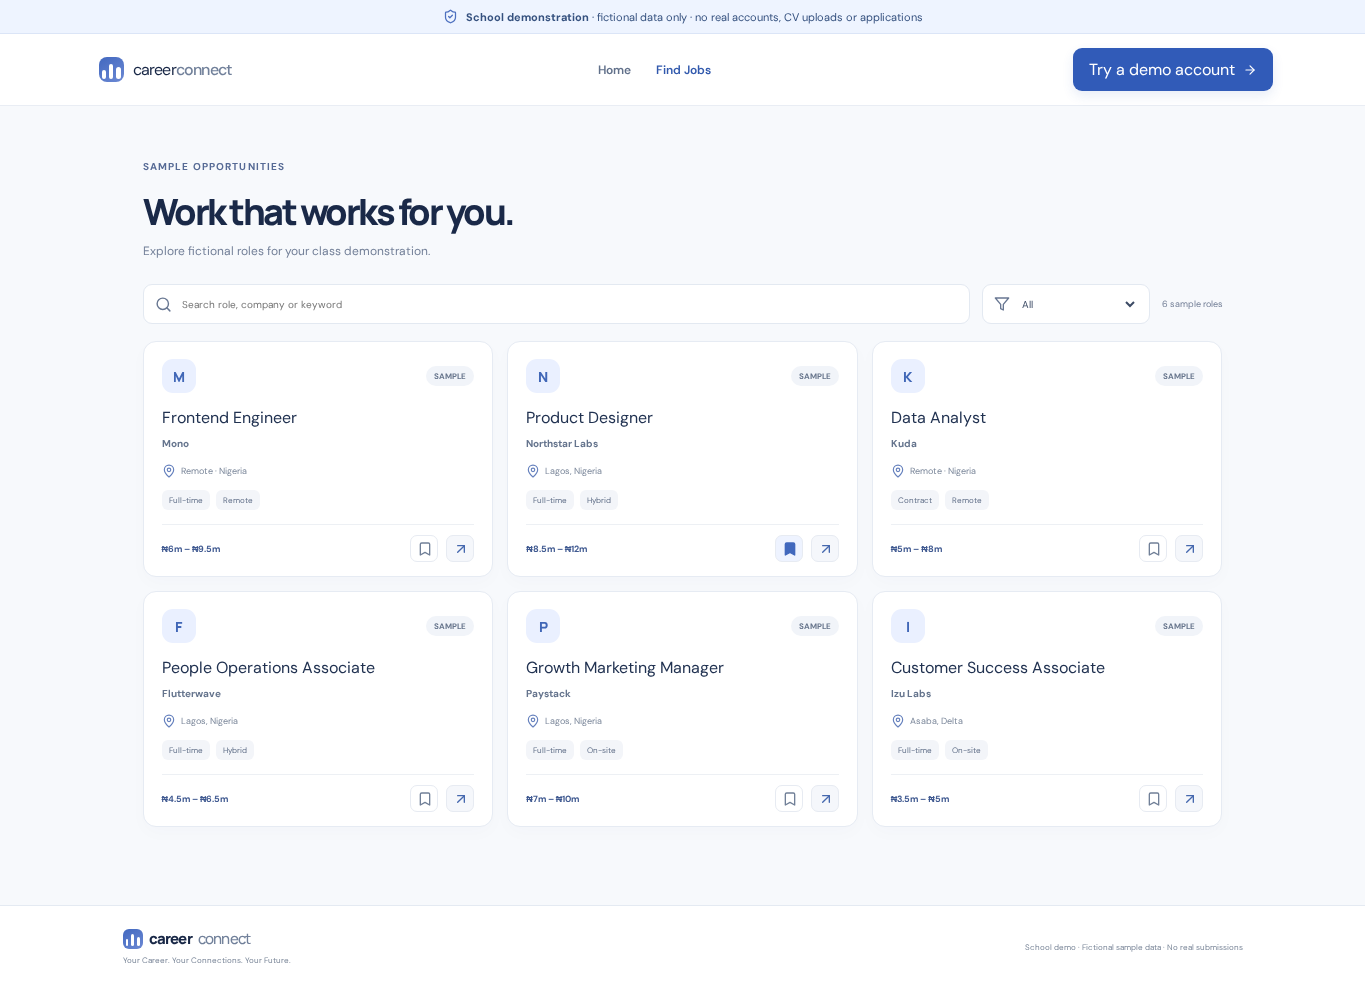 School demonstration · fictional data only · no real accounts, CV uploads or applications
careerconnect
Home
Find Jobs
Try a demo account
SAMPLE OPPORTUNITIES
Work that works for you.
Explore fictional roles for your class demonstration.
Search role, company or keyword
All
6 sample roles
M
SAMPLE
Frontend Engineer
Mono
Remote · Nigeria
Full-time
Remote
₦6m – ₦9.5m
N
SAMPLE
Product Designer
Northstar Labs
Lagos, Nigeria
Full-time
Hybrid
₦8.5m – ₦12m
K
SAMPLE
Data Analyst
Kuda
Remote · Nigeria
Contract
Remote
₦5m – ₦8m
F
SAMPLE
People Operations Associate
Flutterwave
Lagos, Nigeria
Full-time
Hybrid
₦4.5m – ₦6.5m
P
SAMPLE
Growth Marketing Manager
Paystack
Lagos, Nigeria
Full-time
On-site
₦7m – ₦10m
I
SAMPLE
Customer Success Associate
Izu Labs
Asaba, Delta
Full-time
On-site
₦3.5m – ₦5m
career connect
Your Career. Your Connections. Your Future.
School demo · Fictional sample data · No real submissions